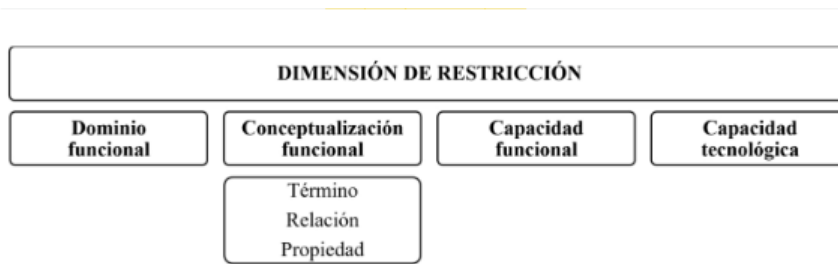 DIMENSIÓN DE RESTRICCIÓN
Dominio
funcional
Conceptualización
funcional
Capacidad
funcional
Capacidad
tecnológica
Término
Relación
Propiedad